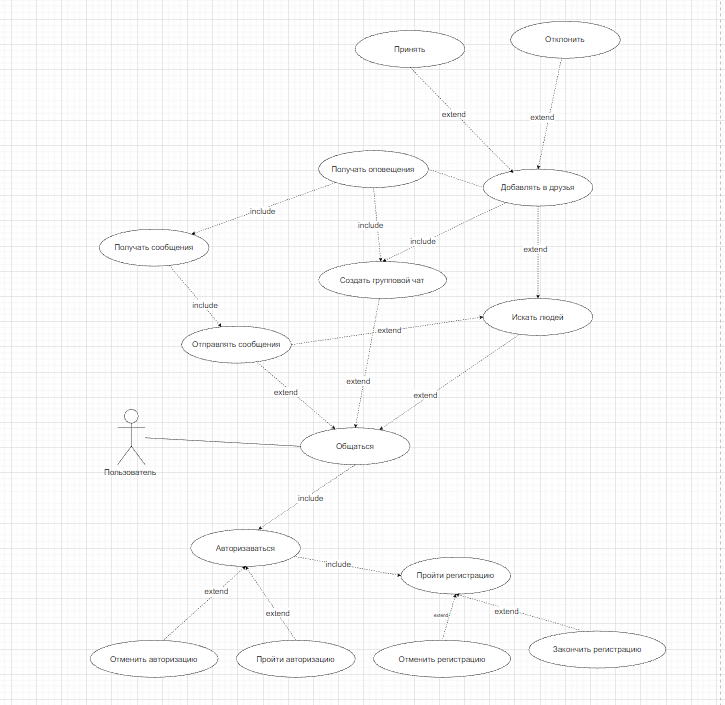 Принять
Отклонить
extend
extend
Получать оповещения
Добавлять в друзья
include
include
include
extend
Получать сообщения
Создать групповой чат
include
Искать людей
extend
Отправлять сообщения
extend
extend
extend
Общаться
Пользователь
include
Авторизаваться
include
Пройти регистрацию
extend
extend
extend
extend
Отменить авторизацию
Пройти авторизацию
Отменить регистрацию
Закончить регистрацию